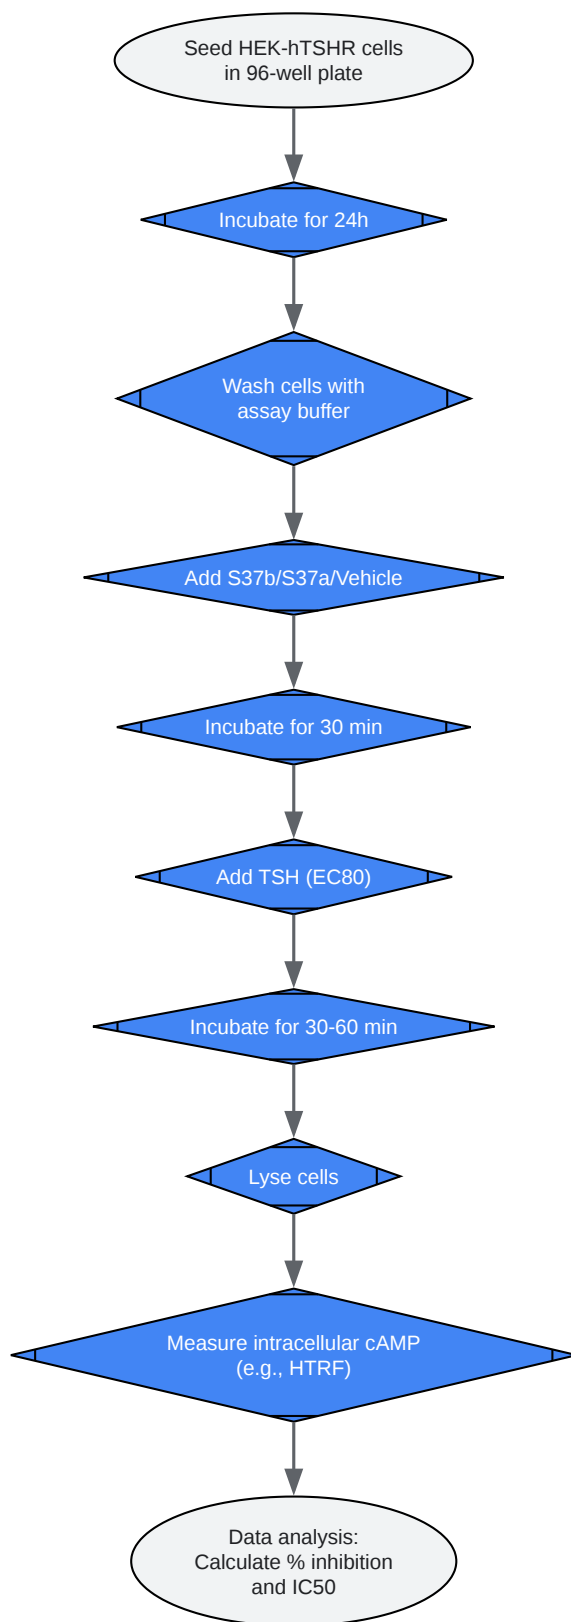 Seed HEK-hTSHR cells
in 96-well plate
Incubate for 24h
Wash cells with
assay buffer
Add S37b/S37a/Vehicle
Incubate for 30 min
Add TSH (EC80)
Incubate for 30-60 min
Lyse cells
Measure intracellular cAMP
(e.g., HTRF)
Data analysis:
Calculate % inhibition
and IC50